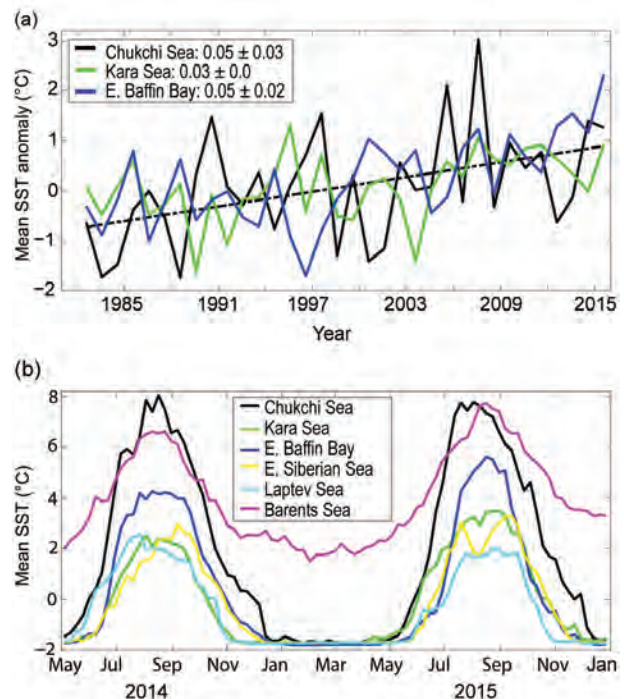 (a)
3
2
1
0
−1
−2
Mean SST anomaly (°C)
Chukchi Sea: 0.05 ± 0.03
Kara Sea: 0.03 ± 0.0
E. Baffin Bay: 0.05 ± 0.02
1985 1991 1997 2003 2009 2015
Year
(b)
8
6
4
2
0
−2
Mean SST (°C)
Chukchi Sea
Kara Sea
E. Baffin Bay
E. Siberian Sea
Laptev Sea
Barents Sea
May Jul Sep Nov Jan Mar May Jul Sep Nov Jan
2014 2015